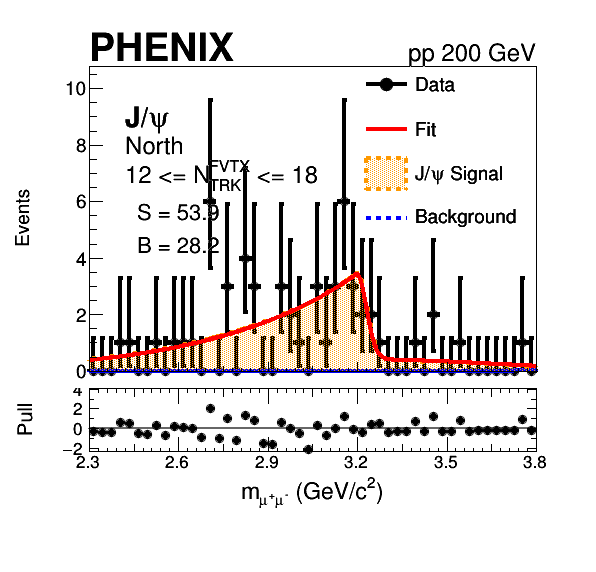 PHENIX
pp 200 GeV
Events
10
8
6
4
2
0
J/ψ
North
12 <= N^FVTX_TRK <= 18
S = 53.9
B = 28.2
Data
Fit
J/ψ Signal
Background
Pull
4
2
0
−2
2.3 2.6 2.9 3.2 3.5 3.8
m_μ⁺μ⁻ (GeV/c²)